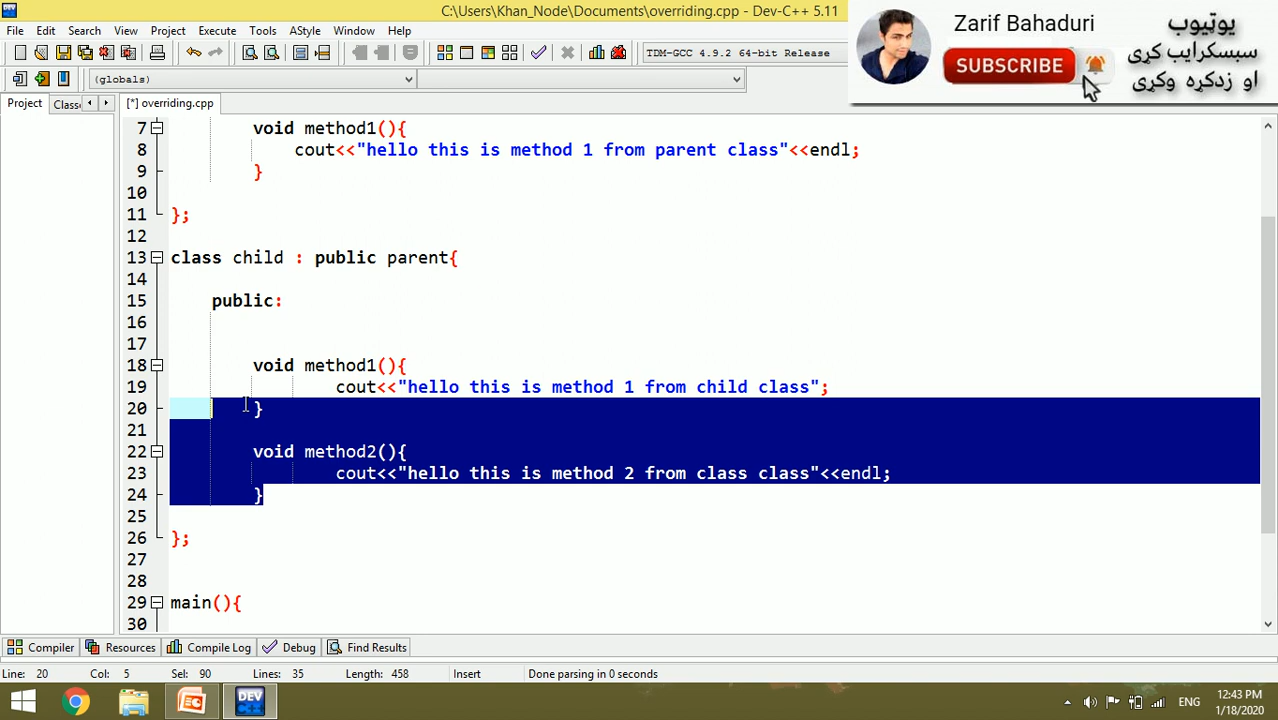 C:\Users\Khan_Node\Documents\overriding.cpp - Dev-C++ 5.11
File Edit Search View Project Execute Tools AStyle Window Help
TDM-GCC 4.9.2 64-bit Release
(globals)
Project Classe [*] overriding.cpp
Zarif Bahaduri
SUBSCRIBE
یوټیوب
سبسکرایب کړی
او زدکړه وکړی
7 void method1(){
8 cout<<"hello this is method 1 from parent class"<<endl;
9 }
10
11 };
12
13 class child : public parent{
14
15 public:
16
17
18 void method1(){
19 cout<<"hello this is method 1 from child class";
20 }
21
22 void method2(){
23 cout<<"hello this is method 2 from class class"<<endl;
24 }
25
26 };
27
28
29 main(){
30
Compiler Resources Compile Log Debug Find Results
Line: 20 Col: 5 Sel: 90 Lines: 35 Length: 458 Insert Done parsing in 0 seconds
DEV
ENG
12:43 PM
1/18/2020